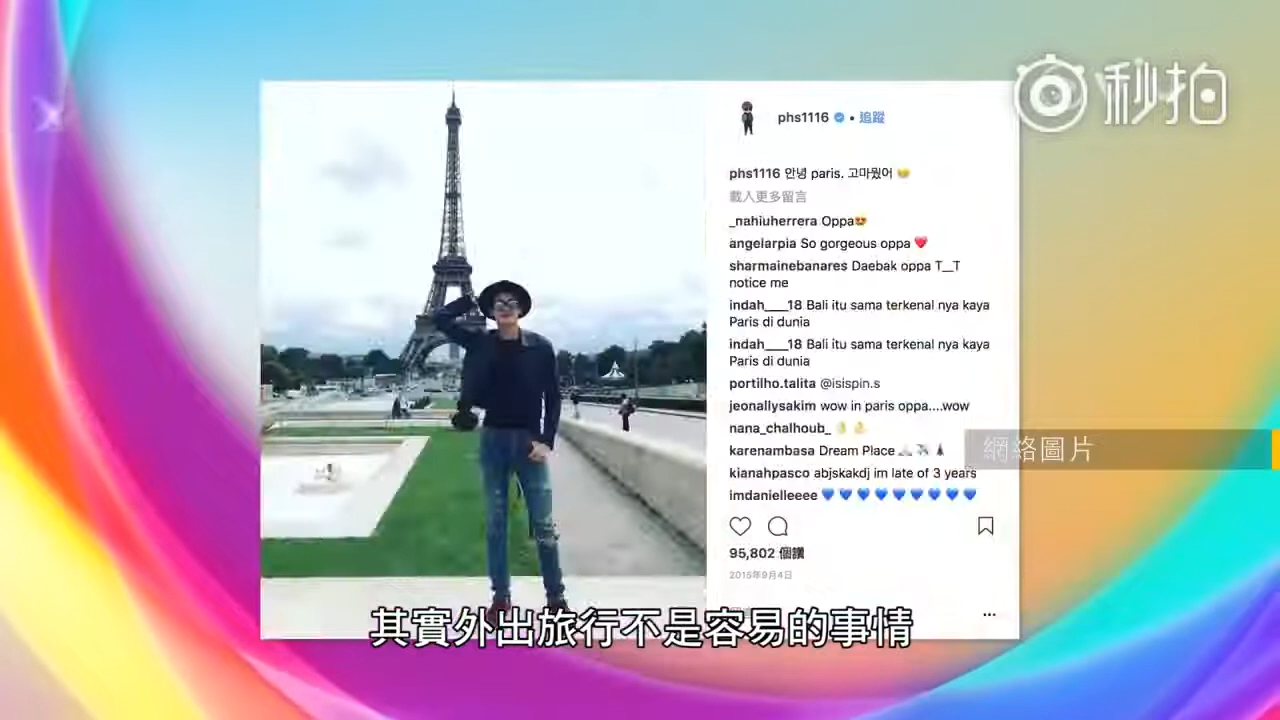 秒拍
phs1116 • 追蹤
phs1116 안녕 paris. 고마웠어
載入更多留言
_nahiuherrera Oppa😍
angelarpia So gorgeous oppa ❤️
sharmainebanares Daebak oppa T__T
notice me
indah____18 Bali itu sama terkenal nya kaya
Paris di dunia
indah____18 Bali itu sama terkenal nya kaya
Paris di dunia
portilho.talita @isispin.s
jeonallysakim wow in paris oppa....wow
nana_chalhoub_
karenambasa Dream Place
網絡圖片
kianahpasco abjskakdj im late of 3 years
imdanielleeee 💙💙💙💙💙💙💙💙💙
95,802 個讚
2015年9月4日
其實外出旅行不是容易的事情